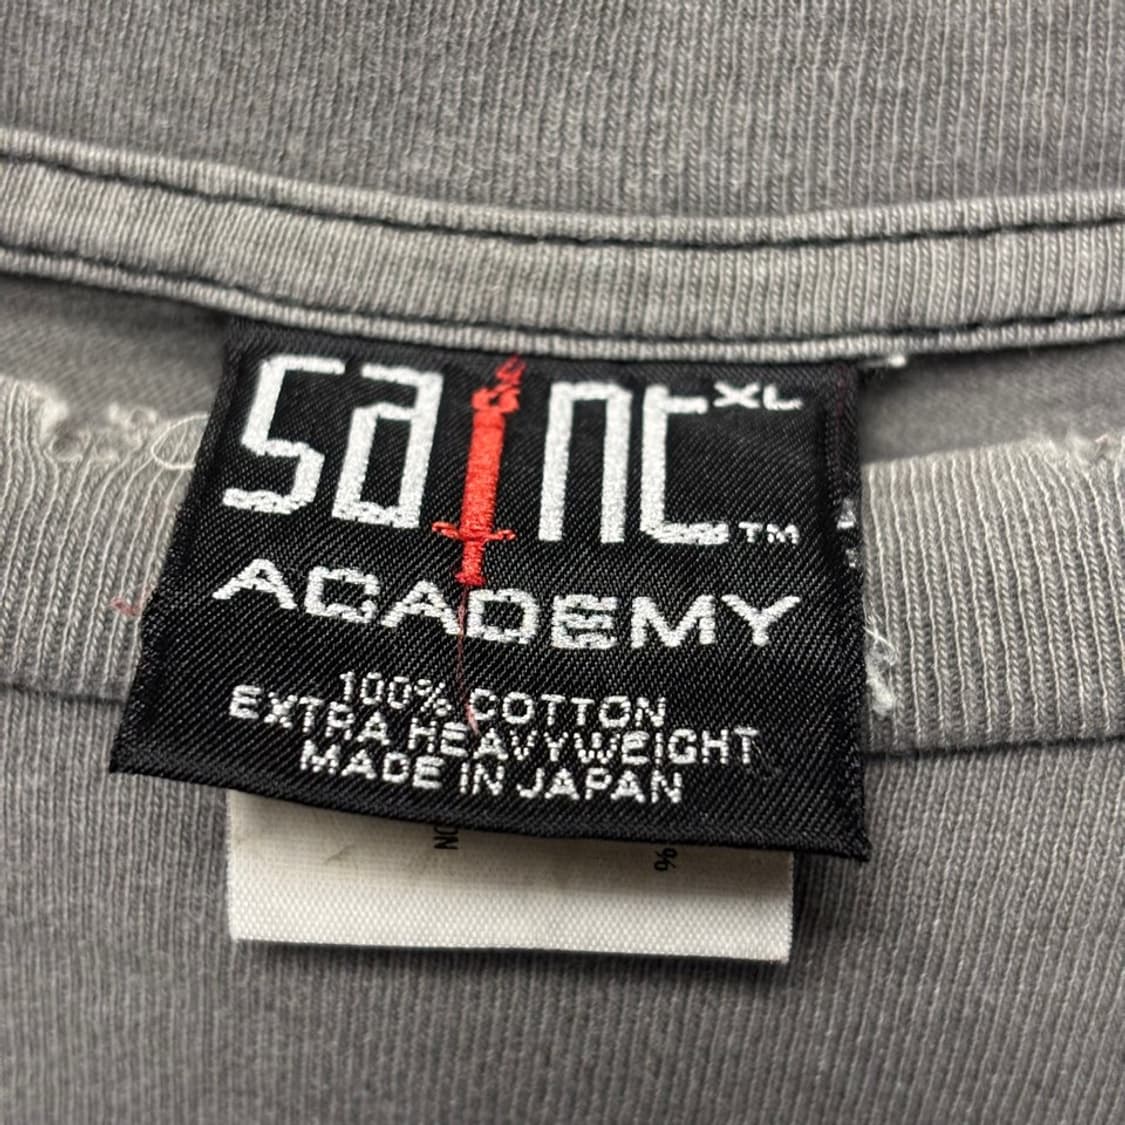 saint XL
TM
ACADEMY
100% COTTON
EXTRA HEAVYWEIGHT
MADE IN JAPAN
%